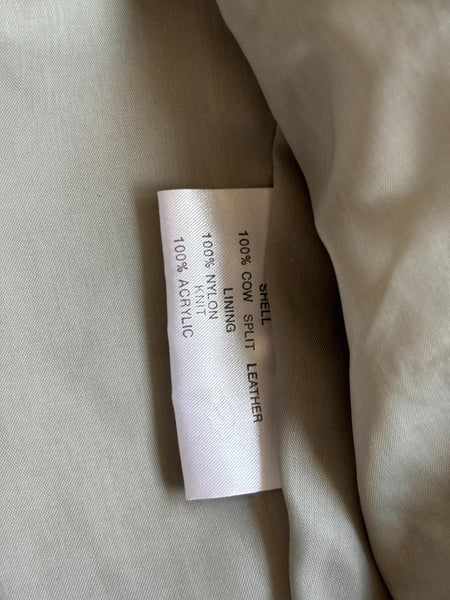 SHELL
100% COW SPLIT LEATHER
LINING
100% NYLON
KNIT
100% ACRYLIC